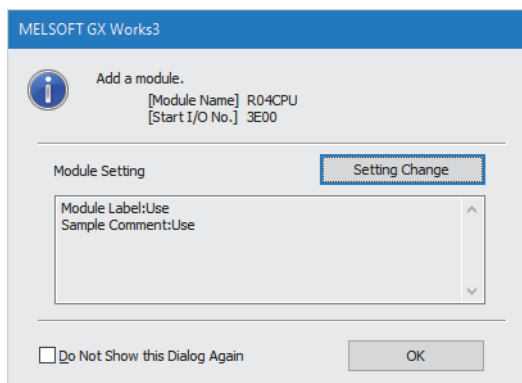 MELSOFT GX Works3
Add a module.
[Module Name] R04CPU
[Start I/O No.] 3E00
Module Setting
Setting Change
Module Label:Use
Sample Comment:Use
Do Not Show this Dialog Again
OK